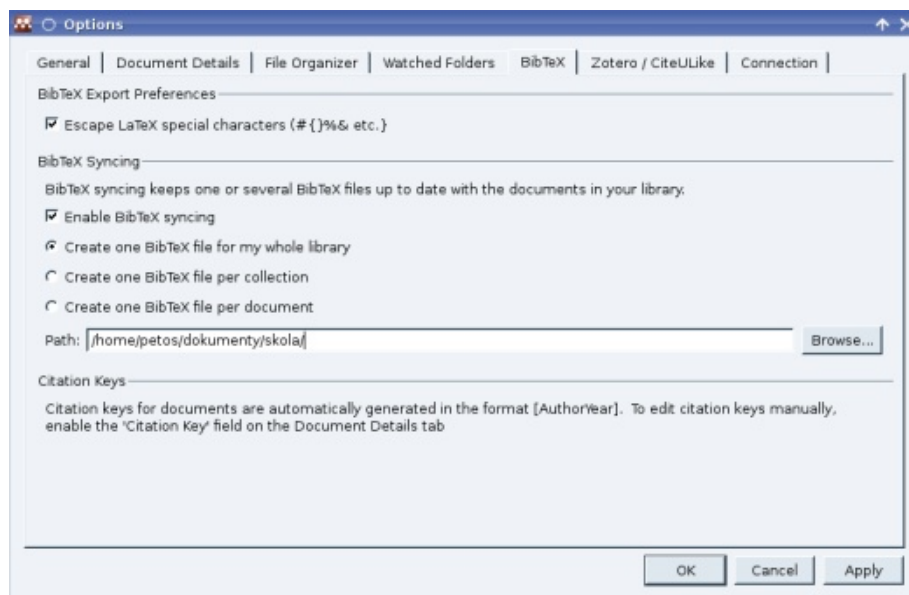 Options
General Document Details File Organizer Watched Folders BibTeX Zotero / CiteULike Connection
BibTeX Export Preferences
Escape LaTeX special characters (#{}%& etc.}
BibTeX Syncing
BibTeX syncing keeps one or several BibTeX files up to date with the documents in your library.
Enable BibTeX syncing
Create one BibTeX file for my whole library
Create one BibTeX file per collection
Create one BibTeX file per document
Path: /home/petos/dokumenty/skola/ Browse...
Citation Keys
Citation keys for documents are automatically generated in the format [AuthorYear]. To edit citation keys manually,
enable the 'Citation Key' field on the Document Details tab
OK Cancel Apply